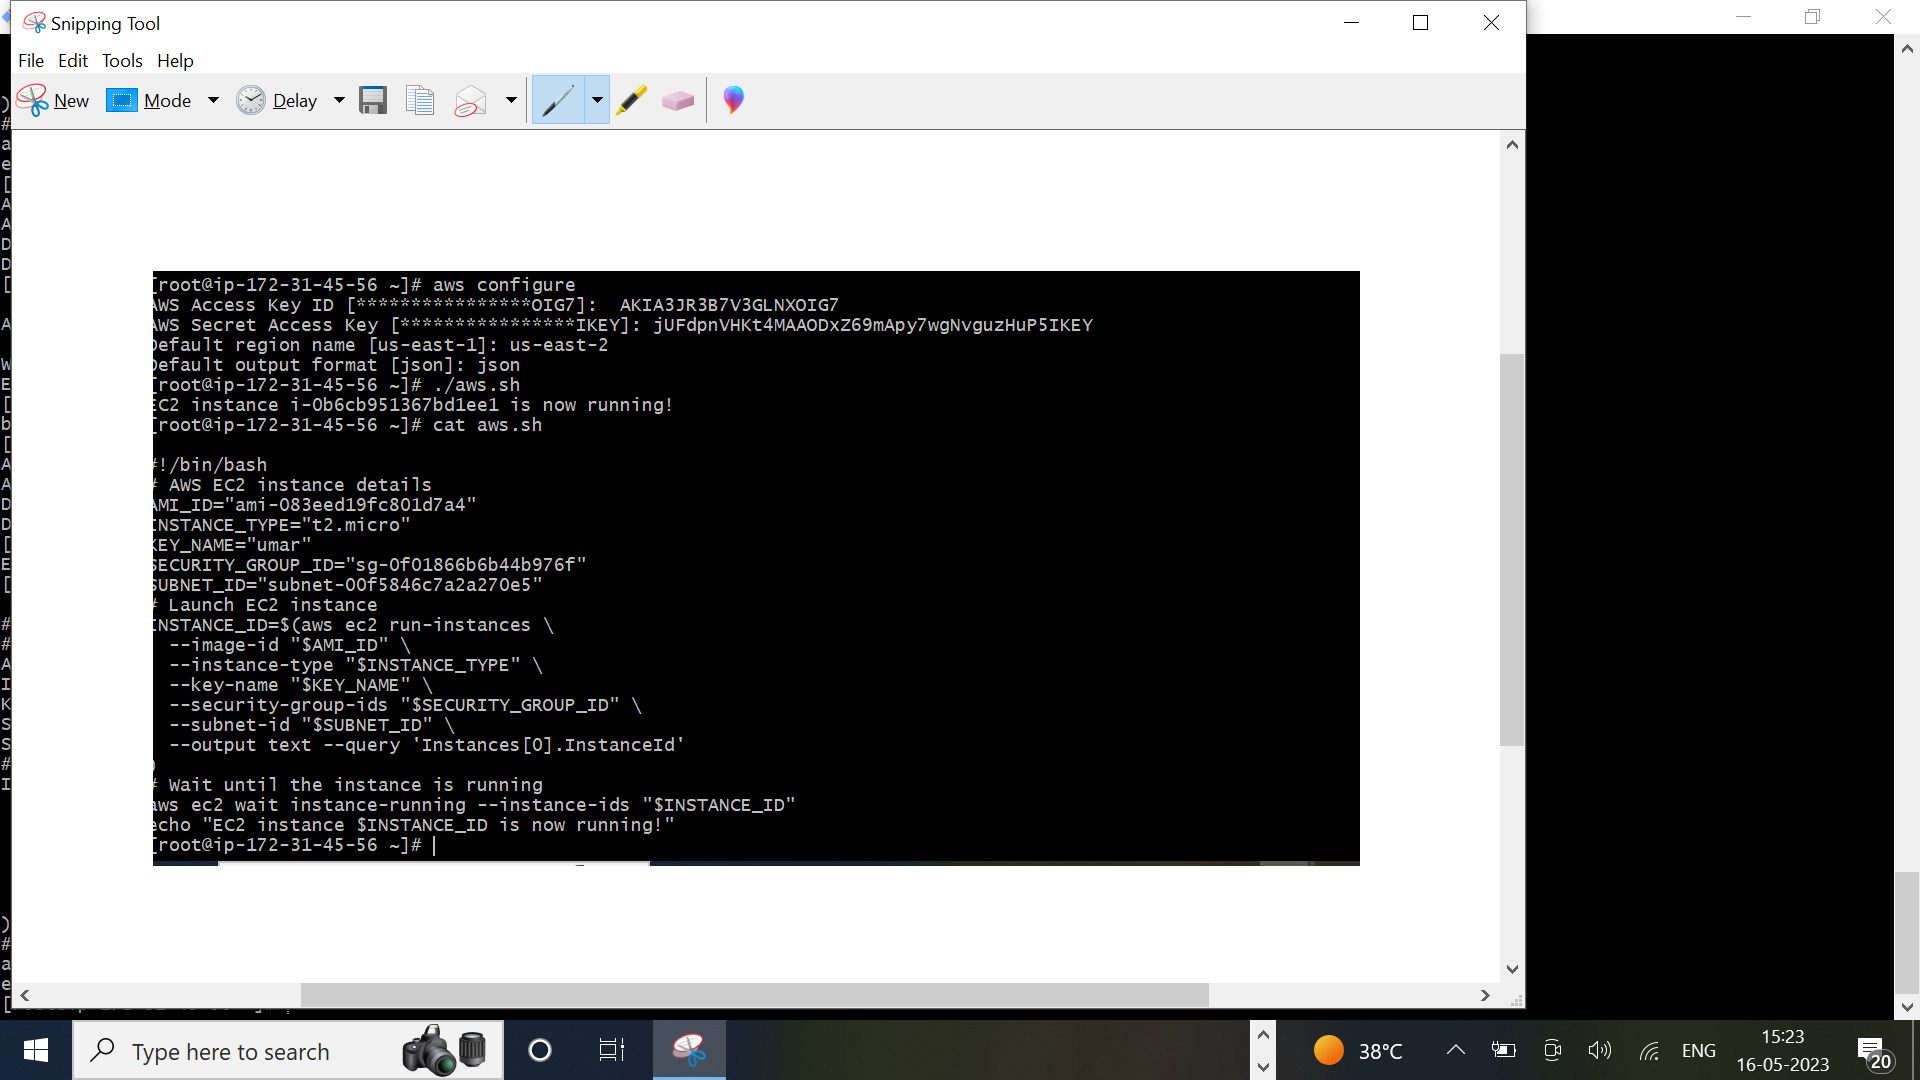 Snipping Tool
File Edit Tools Help
New Mode Delay
[root@ip-172-31-45-56 ~]# aws configure
AWS Access Key ID [****************OIG7]:  AKIA3JR3B7V3GLNXOIG7
AWS Secret Access Key [****************IKEY]: 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
Default region name [us-east-1]: us-east-2
Default output format [json]: json
[root@ip-172-31-45-56 ~]# ./aws.sh
EC2 instance i-0b6cb951367bd1ee1 is now running!
[root@ip-172-31-45-56 ~]# cat aws.sh
#!/bin/bash
# AWS EC2 instance details
AMI_ID="ami-083eed19fc801d7a4"
INSTANCE_TYPE="t2.micro"
KEY_NAME="umar"
SECURITY_GROUP_ID="sg-0f01866b6b44b976f"
SUBNET_ID="subnet-00f5846c7a2a270e5"
# Launch EC2 instance
INSTANCE_ID=$(aws ec2 run-instances \
--image-id "$AMI_ID" \
--instance-type "$INSTANCE_TYPE" \
--key-name "$KEY_NAME" \
--security-group-ids "$SECURITY_GROUP_ID" \
--subnet-id "$SUBNET_ID" \
--output text --query 'Instances[0].InstanceId'
)
# Wait until the instance is running
aws ec2 wait instance-running --instance-ids "$INSTANCE_ID"
echo "EC2 instance $INSTANCE_ID is now running!"
[root@ip-172-31-45-56 ~]#
Type here to search
38°C
ENG
15:23
16-05-2023
20